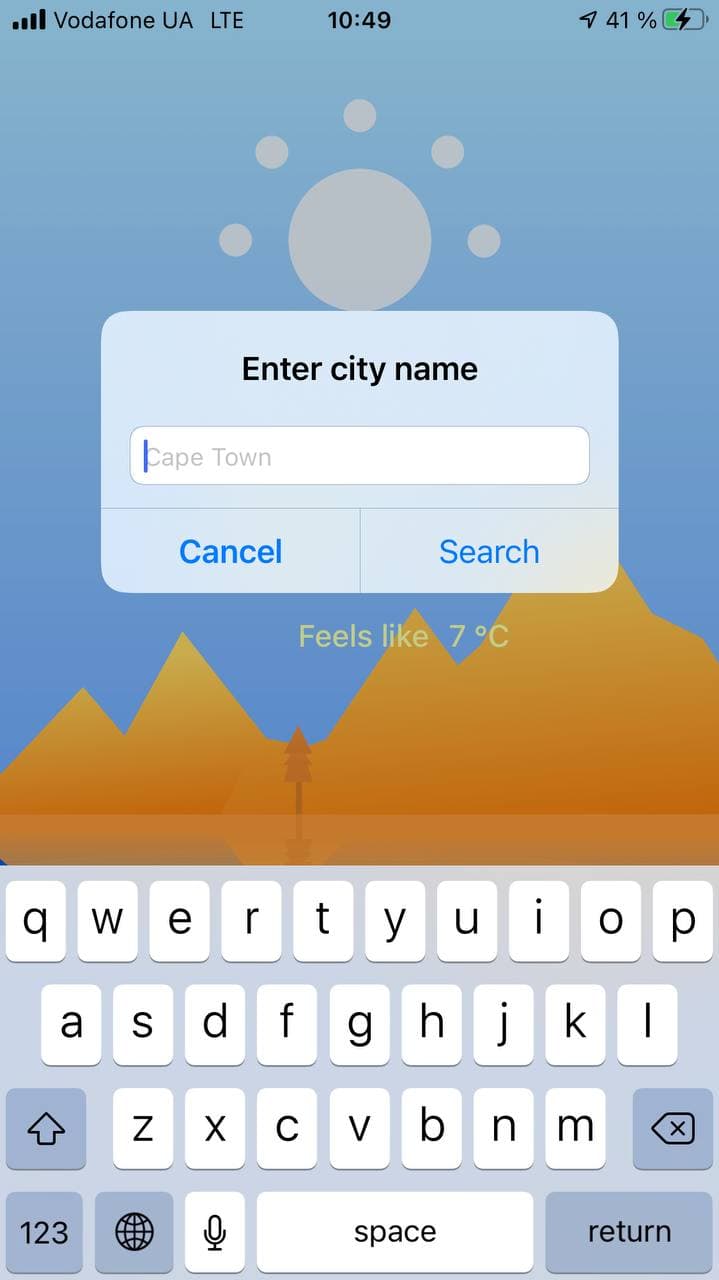 Vodafone UA LTE 10:49 41 %
Enter city name
Cape Town
Cancel Search
Feels like 7 °C
q w e r t y u i o p
a s d f g h j k l
z x c v b n m
123 space return